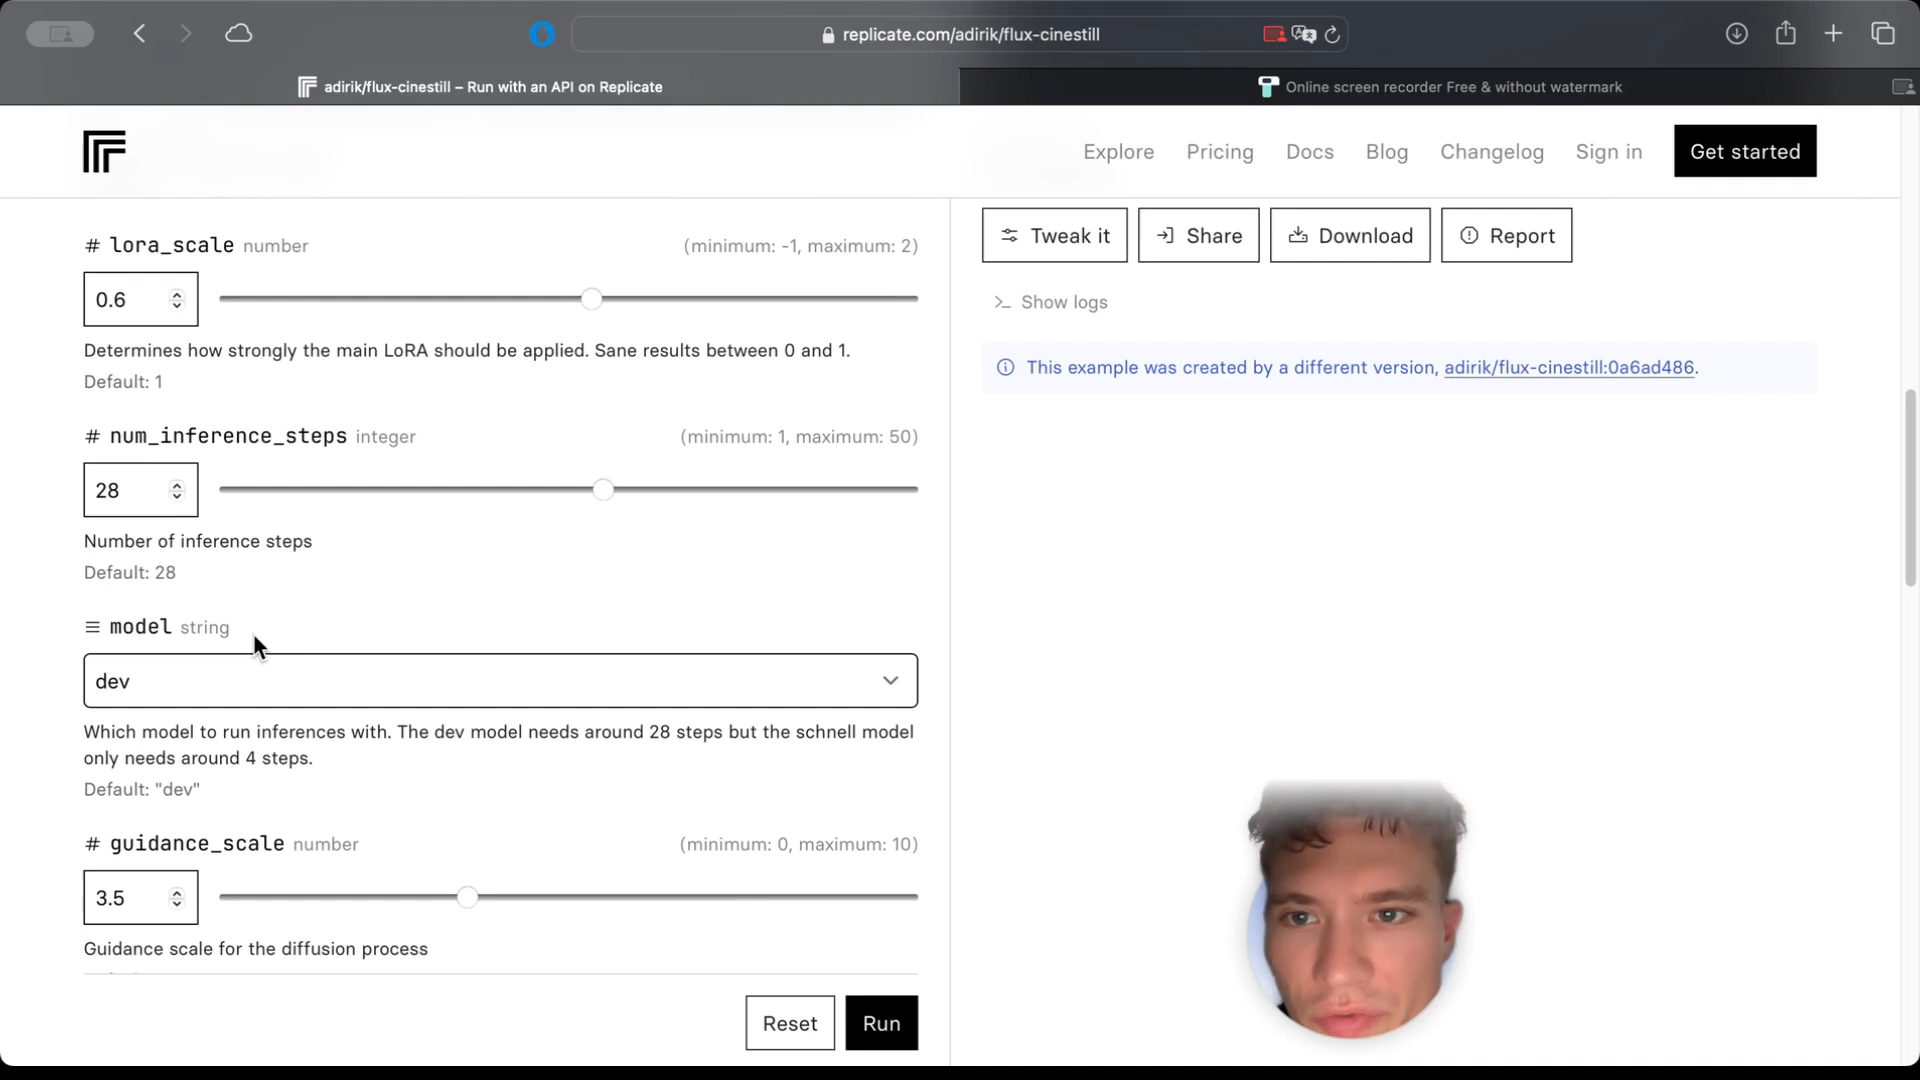 replicate.com/adirik/flux-cinestill
adirik/flux-cinestill – Run with an API on Replicate
Online screen recorder Free & without watermark
Explore
Pricing
Docs
Blog
Changelog
Sign in
Get started
# lora_scale number
(minimum: -1, maximum: 2)
0.6
Determines how strongly the main LoRA should be applied. Sane results between 0 and 1.
Default: 1
# num_inference_steps integer
(minimum: 1, maximum: 50)
28
Number of inference steps
Default: 28
model string
dev
Which model to run inferences with. The dev model needs around 28 steps but the schnell model
only needs around 4 steps.
Default: "dev"
# guidance_scale number
(minimum: 0, maximum: 10)
3.5
Guidance scale for the diffusion process
Reset
Run
Tweak it
Share
Download
Report
Show logs
This example was created by a different version, adirik/flux-cinestill:0a6ad486.